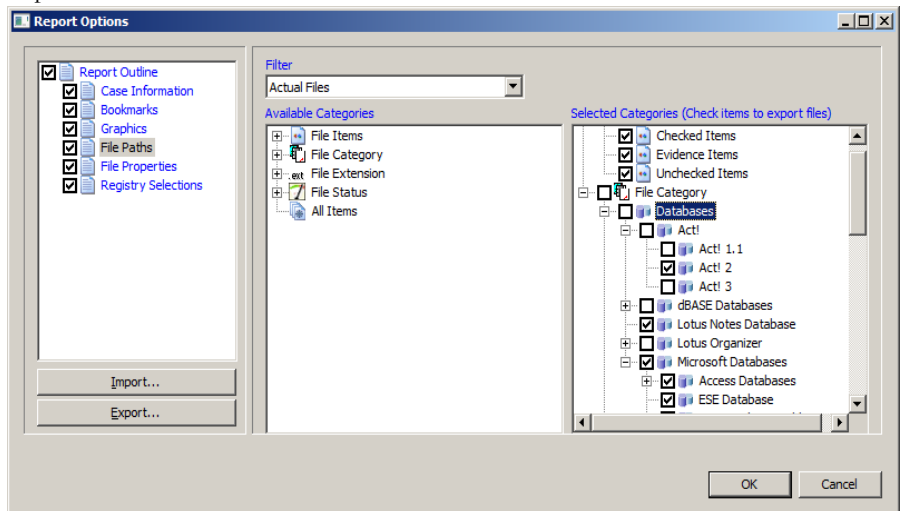 Report Options
Report Outline
Case Information
Bookmarks
Graphics
File Paths
File Properties
Registry Selections
Import...
Export...
Filter
Actual Files
Available Categories
File Items
File Category
.ext File Extension
File Status
All Items
Selected Categories (Check items to export files)
Checked Items
Evidence Items
Unchecked Items
File Category
Databases
Act!
Act! 1.1
Act! 2
Act! 3
dBASE Databases
Lotus Notes Database
Lotus Organizer
Microsoft Databases
Access Databases
ESE Database
OK
Cancel